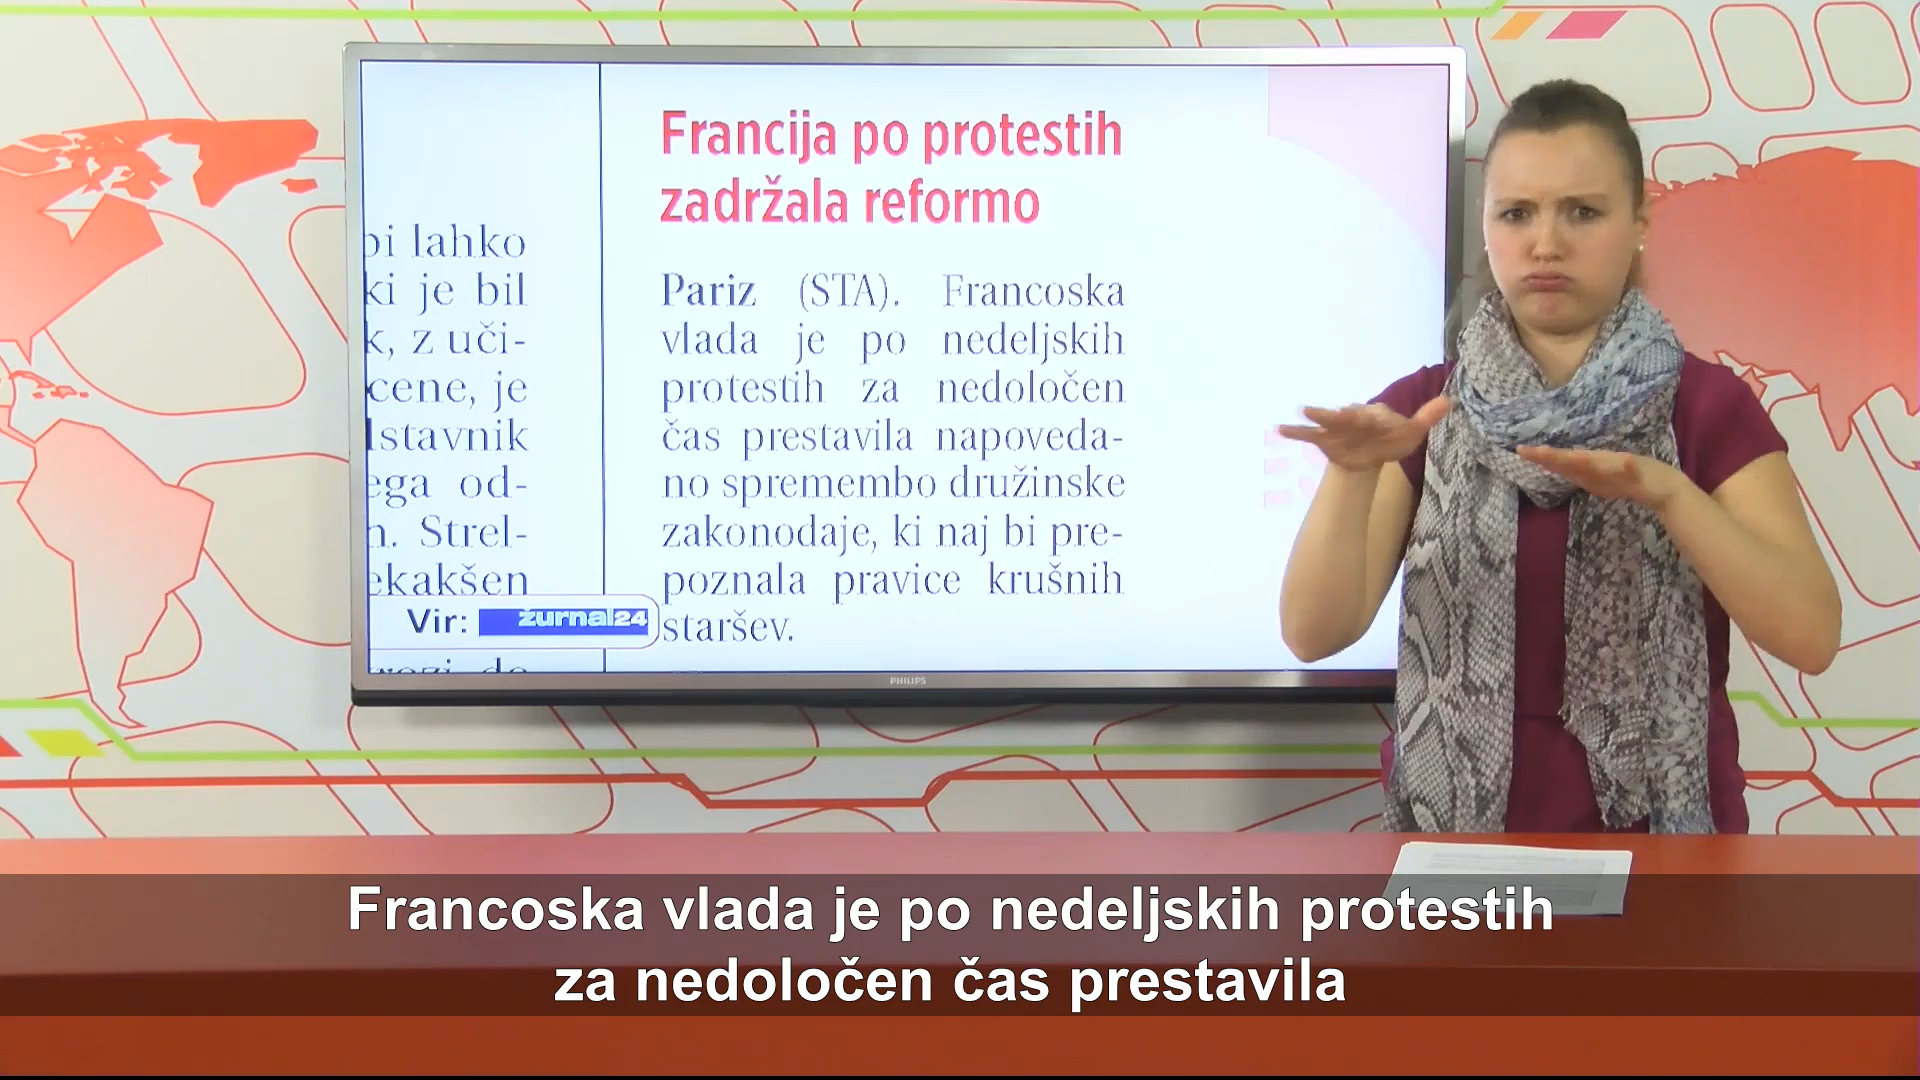 bi lahko
ki je bil
k, z uči-
cene, je
stavnik
ega od-
Strel-
ekakšen
Vir: žurnal24
Francija po protestih
zadržala reformo
Pariz (STA). Francoska
vlada je po nedeljskih
protestih za nedoločen
čas prestavila napoveda-
no spremembo družinske
zakonodaje, ki naj bi pre-
poznala pravice krušnih
staršev.
PHILIPS
Francoska vlada je po nedeljskih protestih
za nedoločen čas prestavila